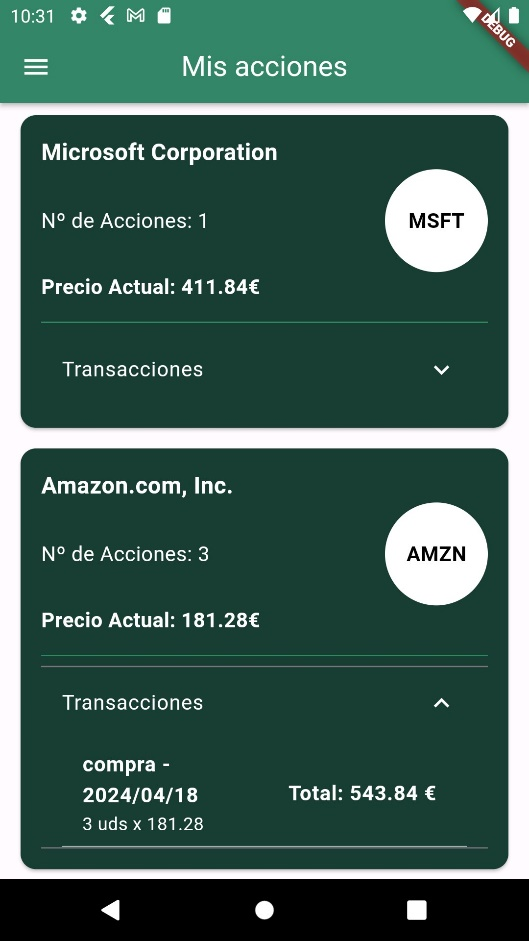 10:31
DEBUG
Mis acciones
Microsoft Corporation
Nº de Acciones: 1
MSFT
Precio Actual: 411.84€
Transacciones
Amazon.com, Inc.
Nº de Acciones: 3
AMZN
Precio Actual: 181.28€
Transacciones
compra -
2024/04/18
Total: 543.84 €
3 uds x 181.28